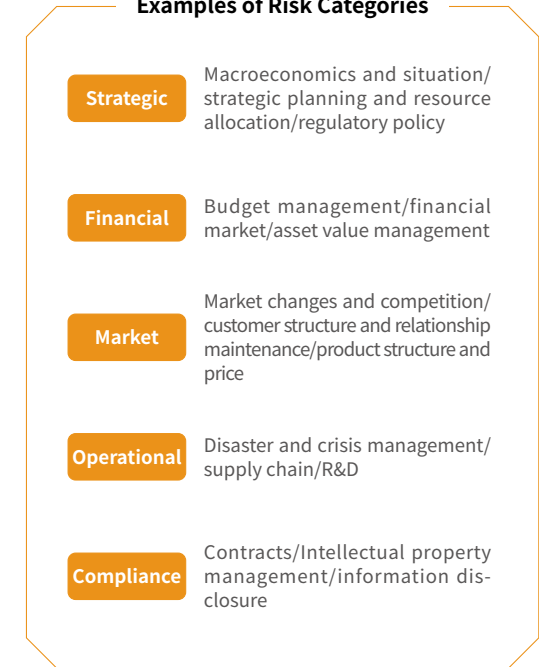 Examples of Risk Categories
Strategic
Macroeconomics and situation/
strategic planning and resource
allocation/regulatory policy
Financial
Budget management/financial
market/asset value management
Market
Market changes and competition/
customer structure and relationship
maintenance/product structure and
price
Operational
Disaster and crisis management/
supply chain/R&D
Compliance
Contracts/Intellectual property
management/information dis-
closure